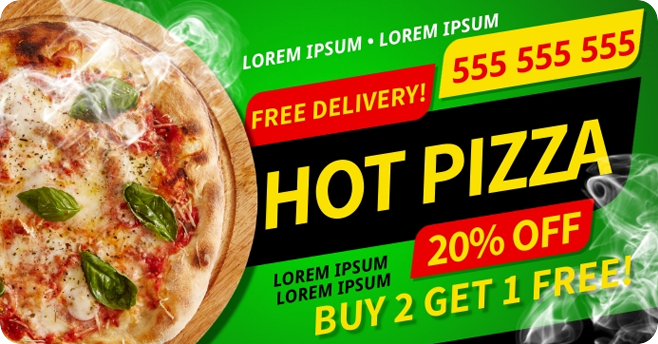 LOREM IPSUM • LOREM IPSUM
555 555 555
FREE DELIVERY!
HOT PIZZA
20% OFF
LOREM IPSUM
LOREM IPSUM
BUY 2 GET 1 FREE!